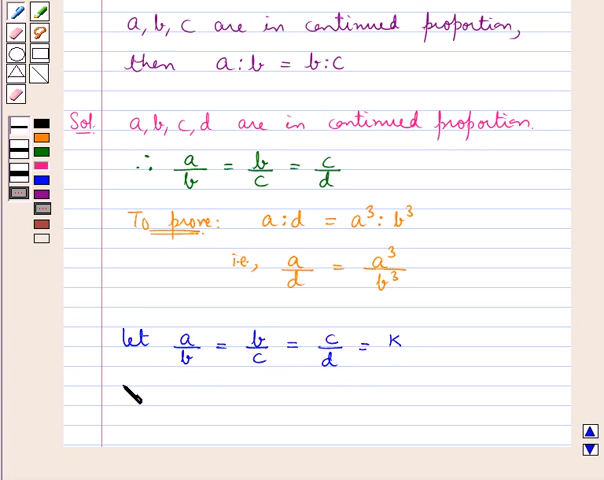 a, b, c are in continued proportion,
then a : b = b : c
Sol. a, b, c, d are in continued proportion.
∴ a/b = b/c = c/d
To prove: a : d = a³ : b³
i.e, a/d = a³/b³
let a/b = b/c = c/d = K